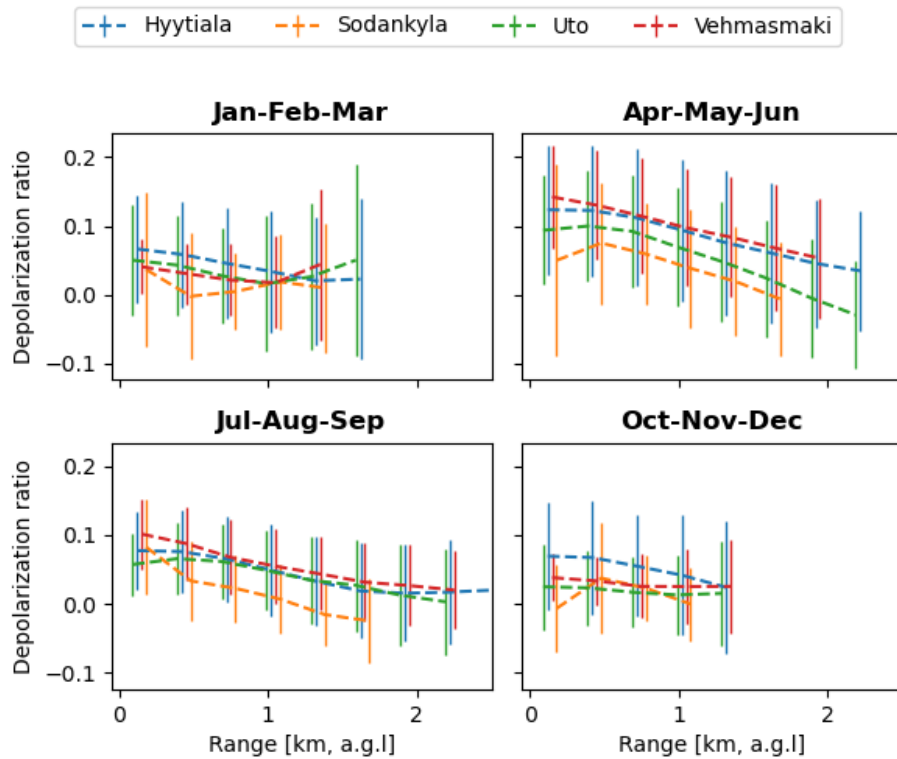 Hyytiala Sodankyla Uto Vehmasmaki
Jan-Feb-Mar Apr-May-Jun
Depolarization ratio
0.2
0.1
0.0
−0.1
Jul-Aug-Sep Oct-Nov-Dec
Depolarization ratio
0.2
0.1
0.0
−0.1
0 1 2 0 1 2
Range [km, a.g.l] Range [km, a.g.l]